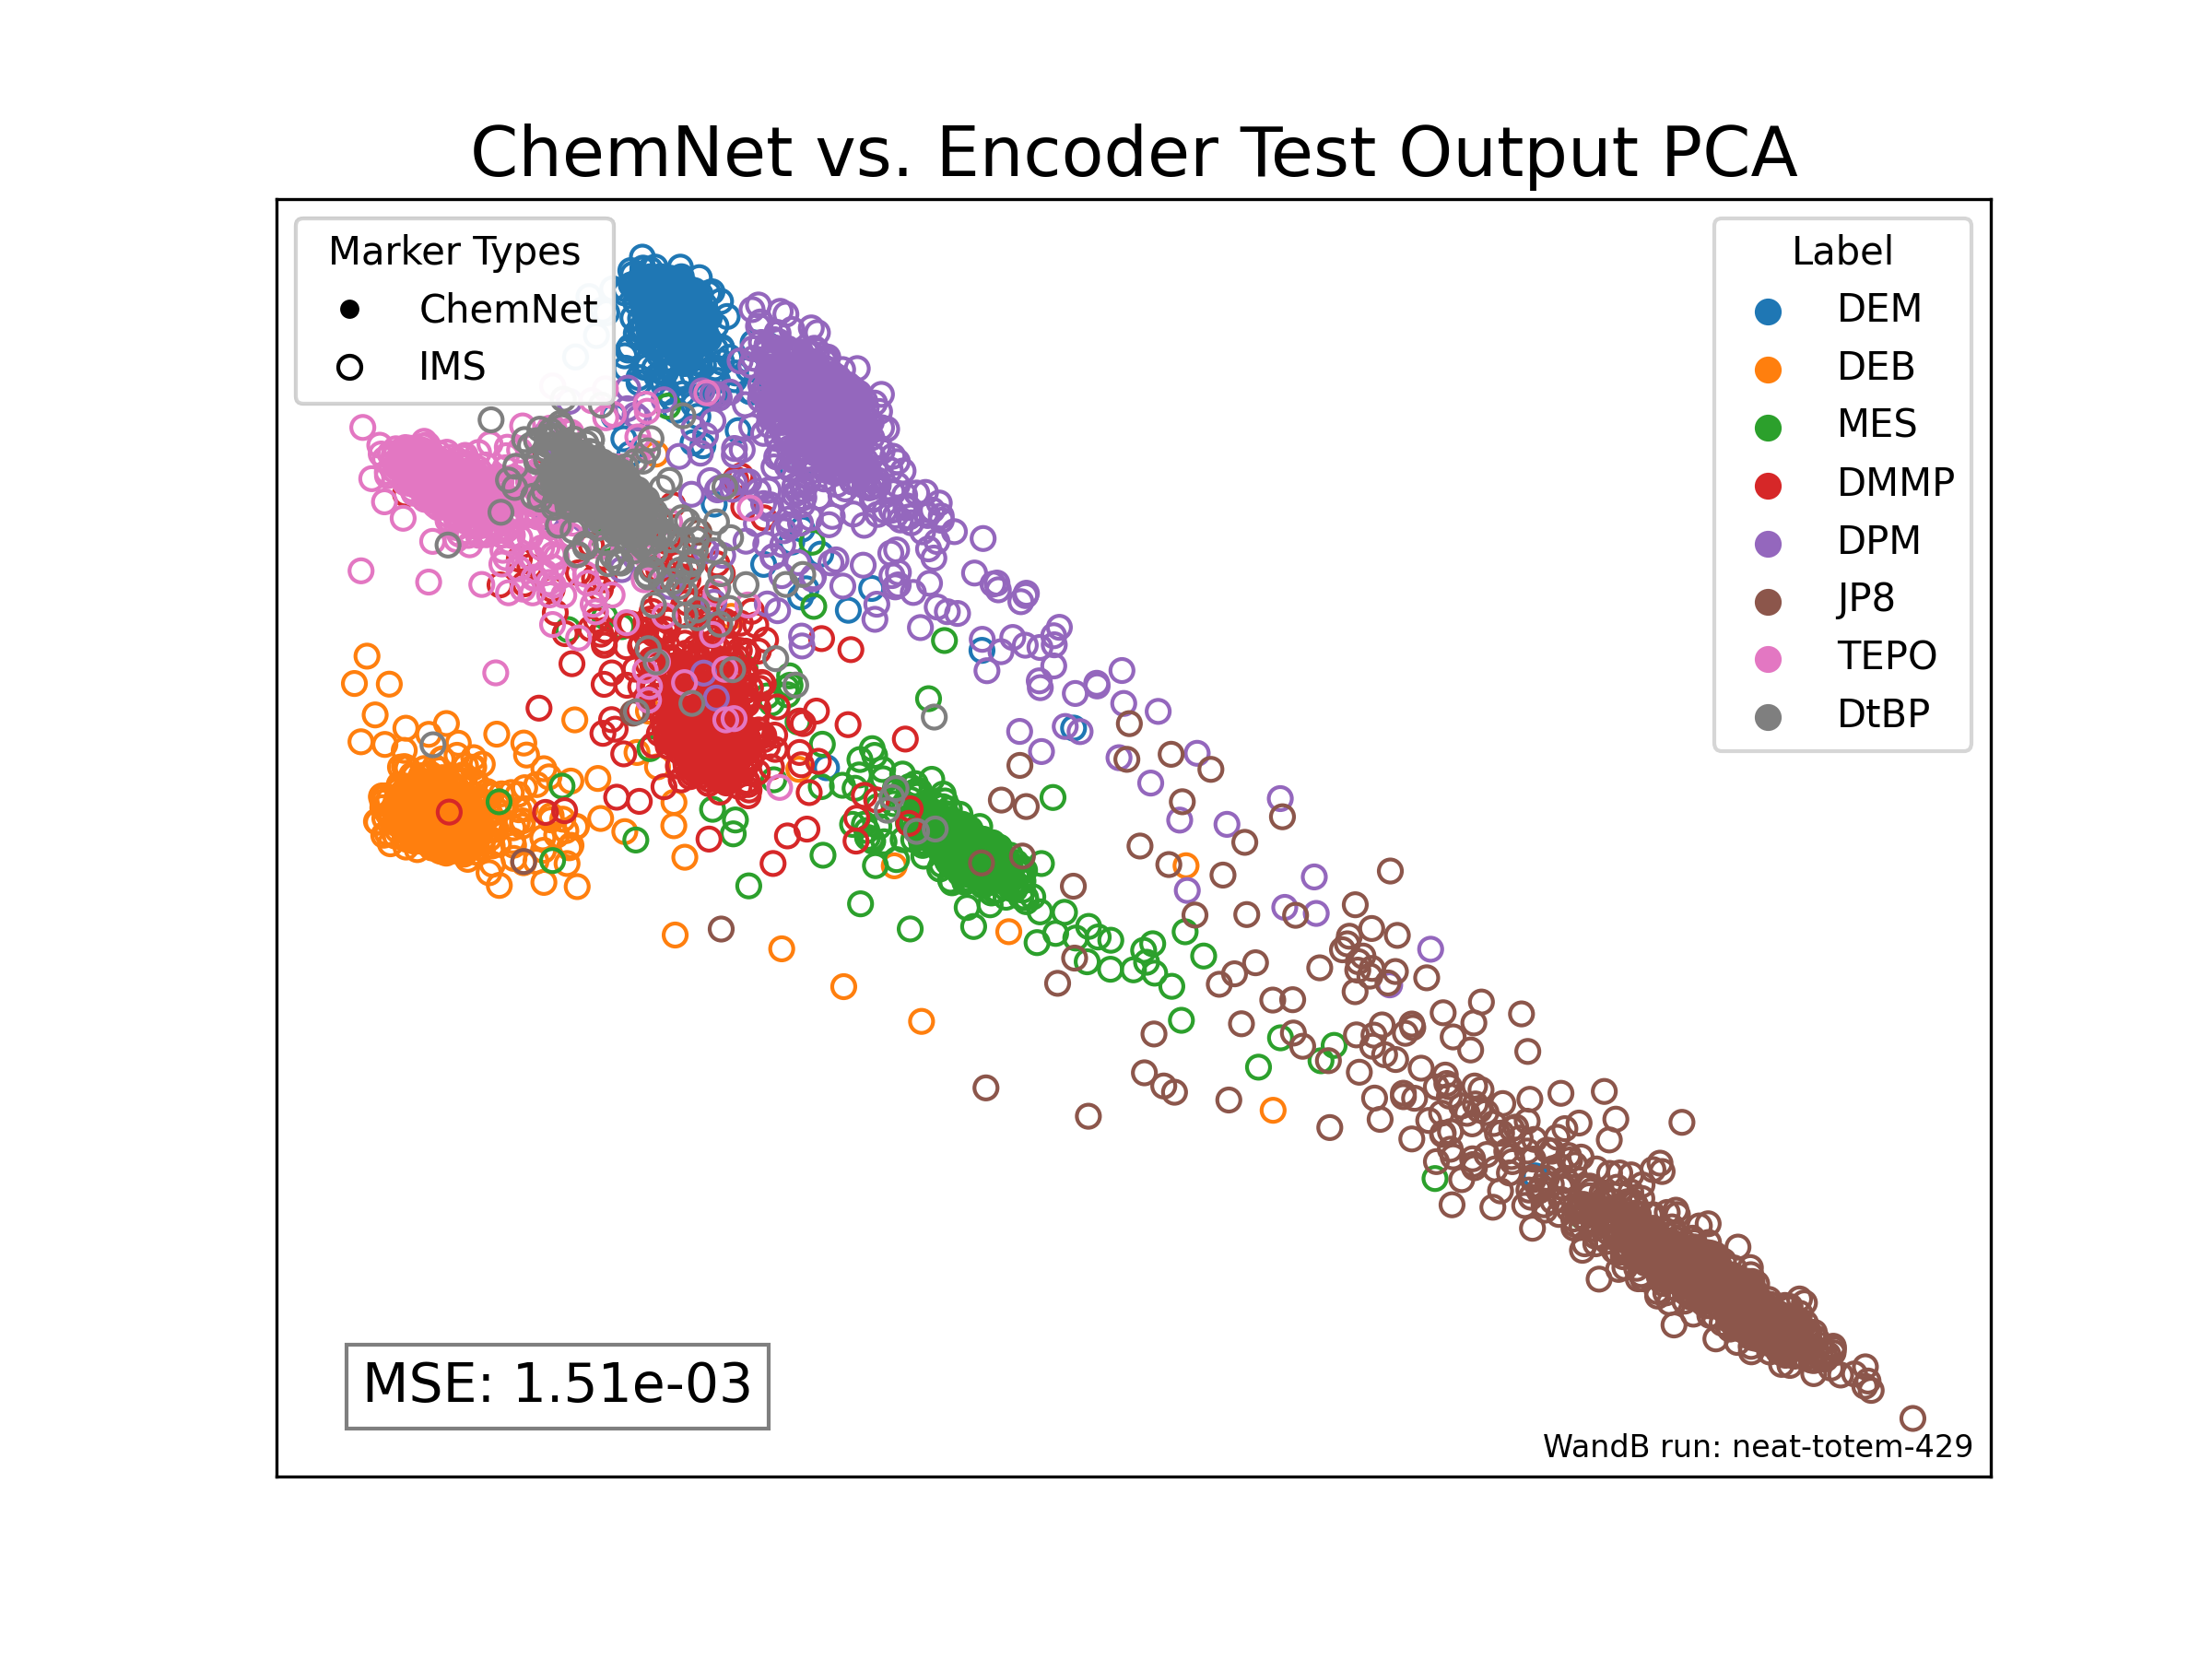 ChemNet vs. Encoder Test Output PCA
Marker Types
ChemNet
IMS
Label
DEM
DEB
MES
DMMP
DPM
JP8
TEPO
DtBP
MSE: 1.51e-03
WandB run: neat-totem-429